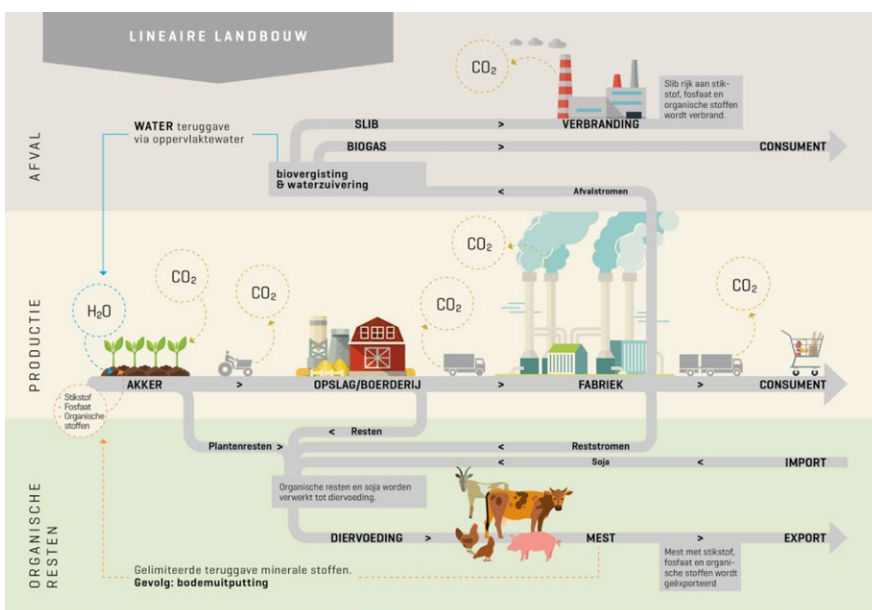 LINEAIRE LANDBOUW
AFVAL
CO₂
Slib rijk aan stik-
stof, fosfaat en
organische stoffen
wordt verbrand.
WATER teruggave
via oppervlaktewater
SLIB > VERBRANDING
BIOGAS > CONSUMENT
biovergisting
& waterzuivering
< Afvalstromen
PRODUCTIE
H₂O
CO₂
CO₂
CO₂
CO₂
CO₂
AKKER > OPSLAG/BOERDERIJ > FABRIEK > CONSUMENT
- Stikstof
- Fosfaat
- Organische
stoffen
ORGANISCHE
RESTEN
< Resten
Plantenresten > < Reststromen
< Soja < IMPORT
Organische resten en soja worden
verwerkt tot diervoeding.
DIERVOEDING > MEST > EXPORT
Mest met stikstof,
fosfaat en organi-
sche stoffen wordt
geëxporteerd
Gelimiteerde teruggave minerale stoffen.
Gevolg: bodemuitputting